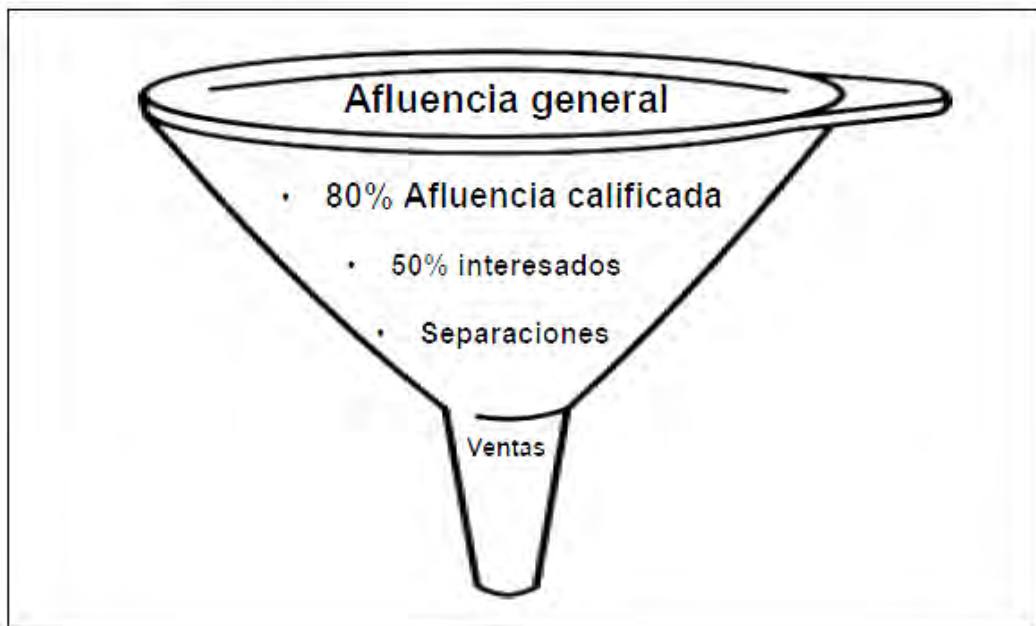 Afluencia general
· 80% Afluencia calificada
· 50% interesados
· Separaciones
Ventas